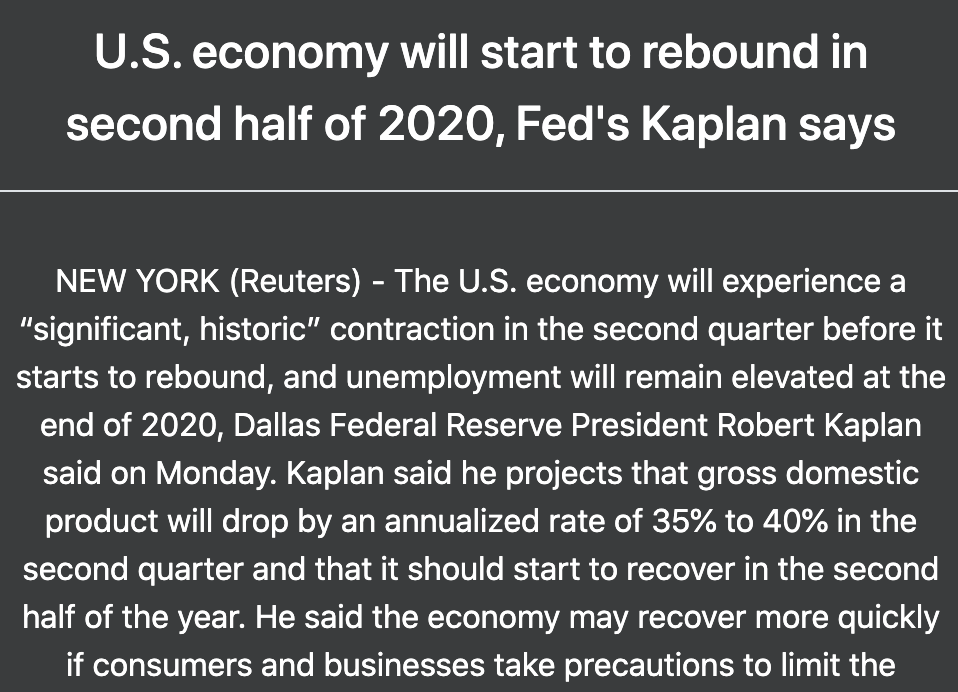 U.S. economy will start to rebound in
second half of 2020, Fed's Kaplan says
NEW YORK (Reuters) - The U.S. economy will experience a
“significant, historic” contraction in the second quarter before it
starts to rebound, and unemployment will remain elevated at the
end of 2020, Dallas Federal Reserve President Robert Kaplan
said on Monday. Kaplan said he projects that gross domestic
product will drop by an annualized rate of 35% to 40% in the
second quarter and that it should start to recover in the second
half of the year. He said the economy may recover more quickly
if consumers and businesses take precautions to limit the